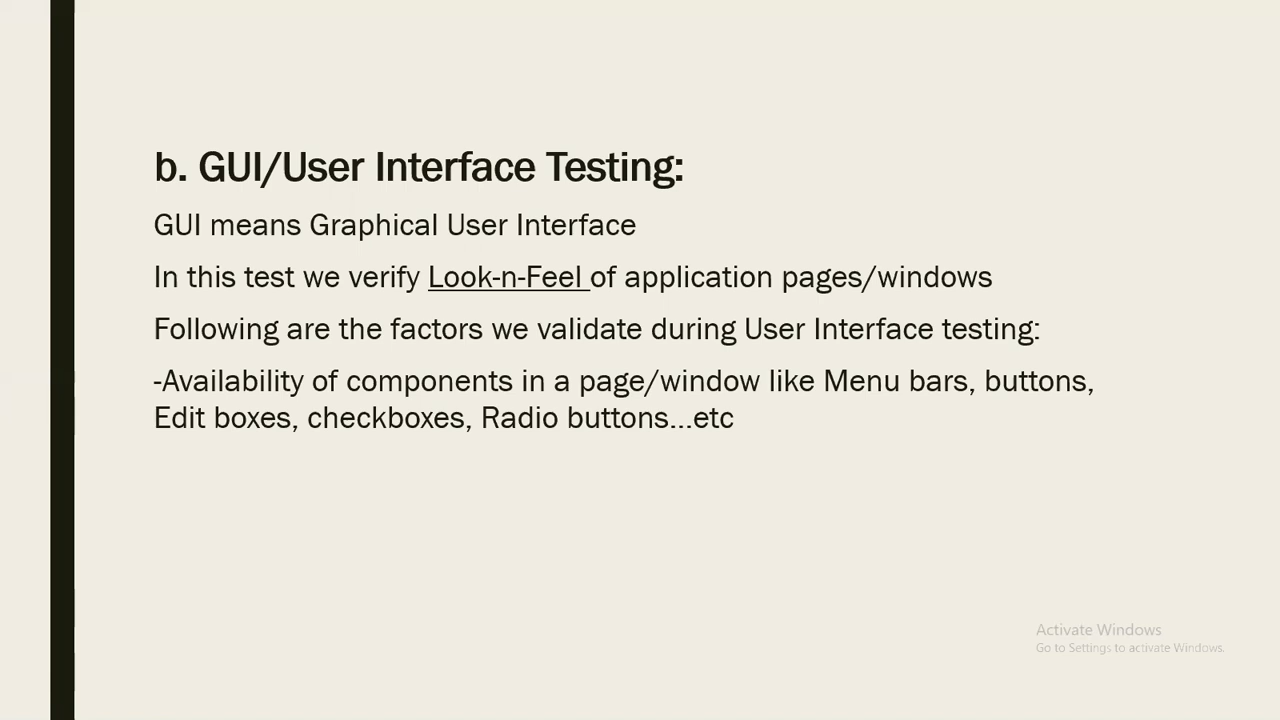 b. GUI/User Interface Testing:
GUI means Graphical User Interface
In this test we verify Look-n-Feel of application pages/windows
Following are the factors we validate during User Interface testing:
-Availability of components in a page/window like Menu bars, buttons,
Edit boxes, checkboxes, Radio buttons...etc
Activate Windows
Go to Settings to activate Windows.